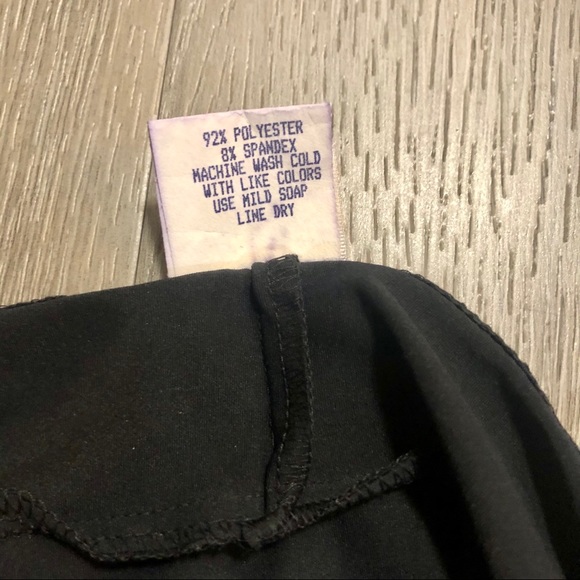 92% POLYESTER
8% SPANDEX
MACHINE WASH COLD
WITH LIKE COLORS
USE MILD SOAP
LINE DRY